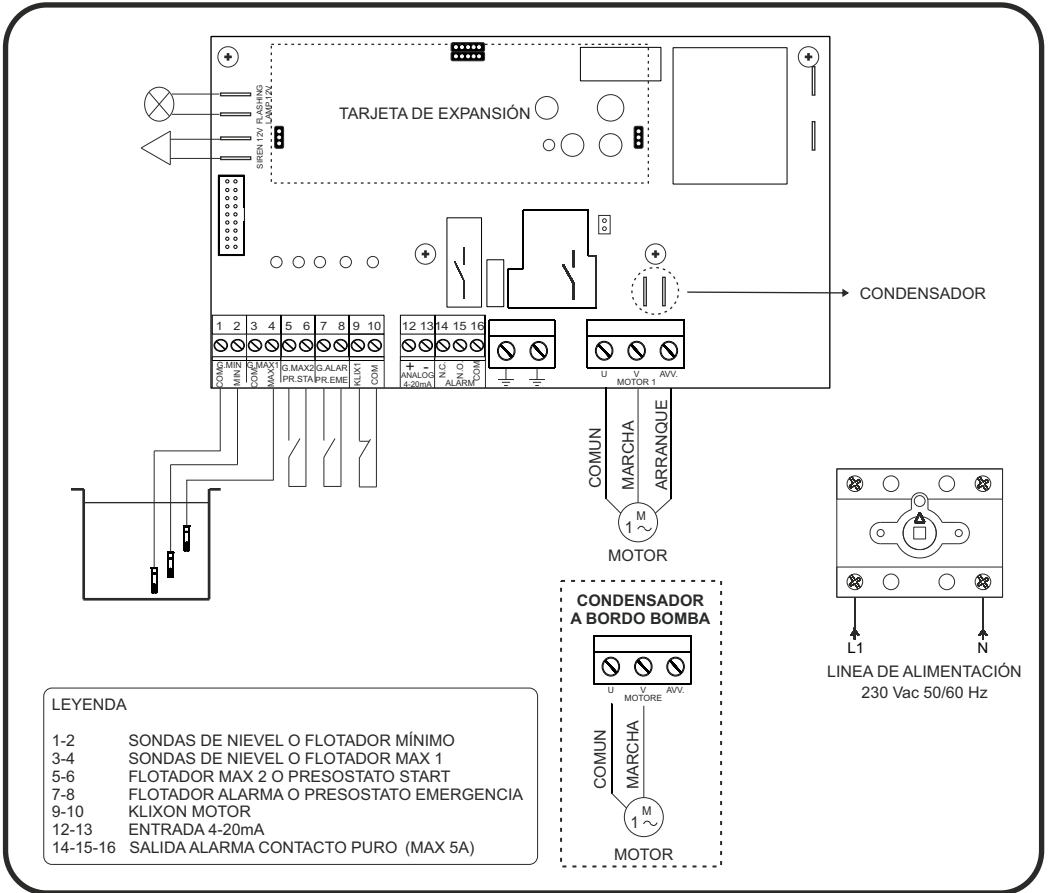 FLASHING
LAMP 12V
SIREN 12V
TARJETA DE EXPANSIÓN
CONDENSADOR
1 2 3 4 5 6 7 8 9 10
12 13 14 15 16
G.MIN
COM
MIN
G.MAX1
COM
MAX1
G.MAX2
PR.STA
G.ALAR
PR.EME
KLIX1
COM
+ -
ANALOG
4-20mA
N.C.
N.O.
COM
ALARM
U V AVV.
MOTOR 1
COMUN
MARCHA
ARRANQUE
M
1 ~
MOTOR
L1 N
LINEA DE ALIMENTACIÓN
230 Vac 50/60 Hz
CONDENSADOR
A BORDO BOMBA
U V AVV.
MOTORE
COMUN
MARCHA
M
1 ~
MOTOR
LEYENDA
1-2 SONDAS DE NIEVEL O FLOTADOR MÍNIMO
3-4 SONDAS DE NIEVEL O FLOTADOR MAX 1
5-6 FLOTADOR MAX 2 O PRESOSTATO START
7-8 FLOTADOR ALARMA O PRESOSTATO EMERGENCIA
9-10 KLIXON MOTOR
12-13 ENTRADA 4-20mA
14-15-16 SALIDA ALARMA CONTACTO PURO (MAX 5A)